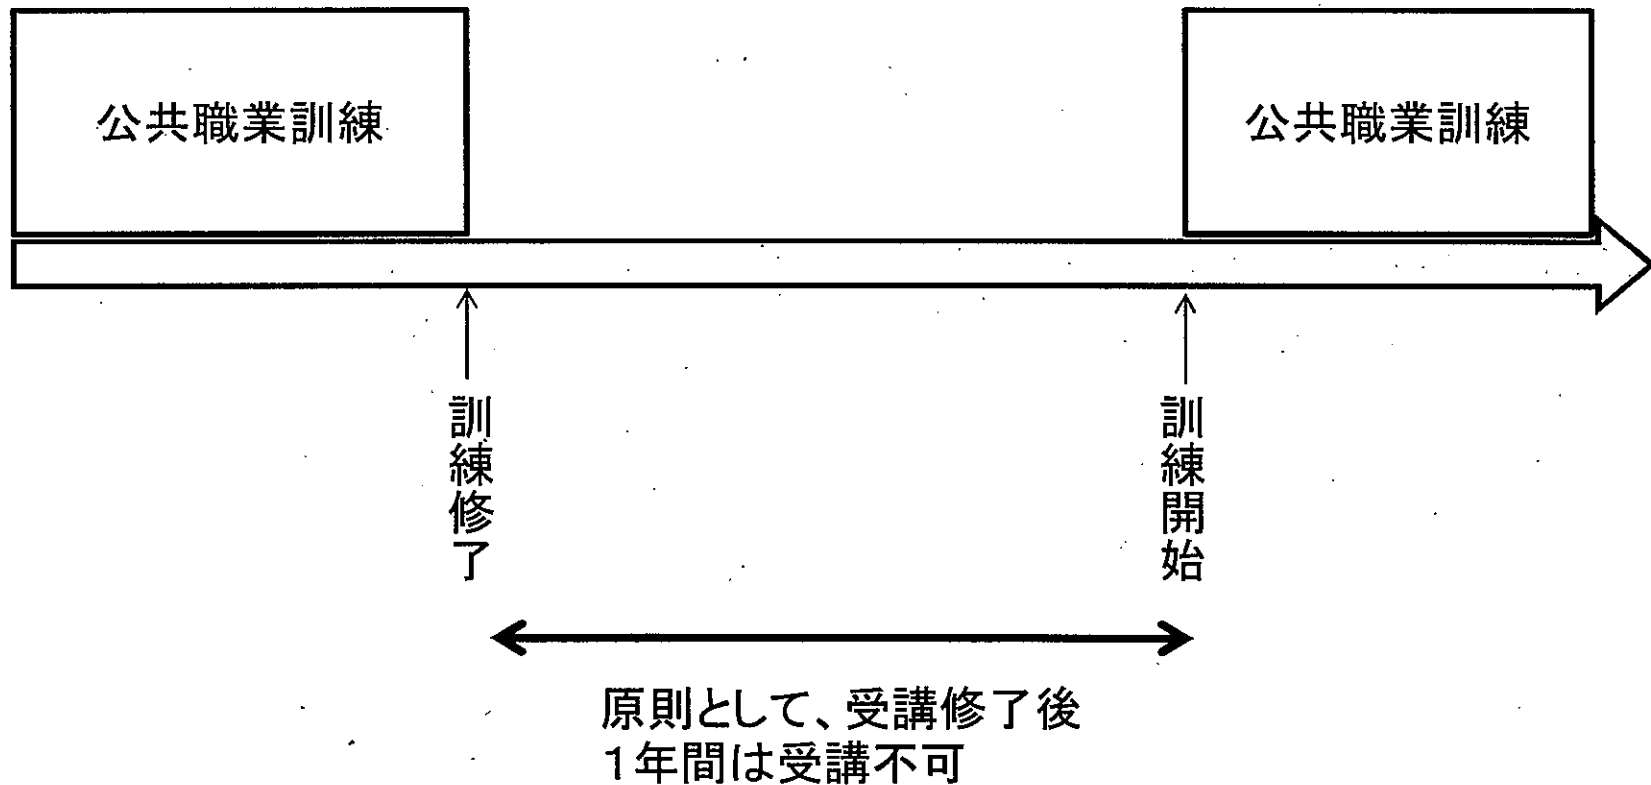 公共職業訓練
公共職業訓練
訓練修了
訓練開始
原則として、受講修了後
1年間は受講不可